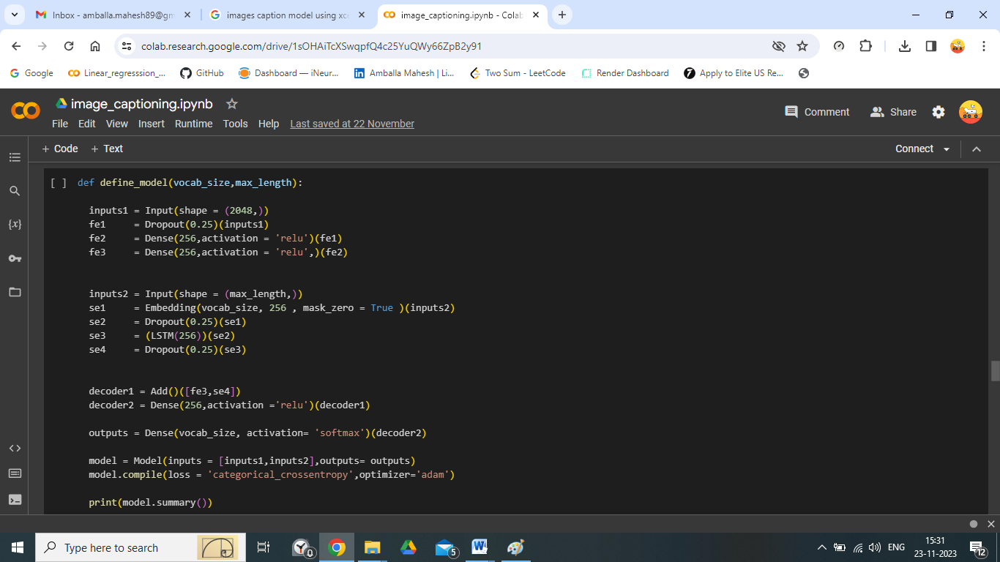 Inbox - amballa.mahesh89@gm
images caption model using xce
image_captioning.ipynb - Colab
colab.research.google.com/drive/1sOHAiTcXSwqpfQ4c25YuQWy66ZpB2y91
Google
Linear_regresssion_...
GitHub
Dashboard — iNeur...
Amballa Mahesh | Li...
Two Sum - LeetCode
Render Dashboard
Apply to Elite US Re...
image_captioning.ipynb
File Edit View Insert Runtime Tools Help Last saved at 22 November
Comment
Share
+ Code + Text
Connect
[ ] def define_model(vocab_size,max_length):
inputs1 = Input(shape = (2048,))
fe1 = Dropout(0.25)(inputs1)
fe2 = Dense(256,activation = 'relu')(fe1)
fe3 = Dense(256,activation = 'relu',)(fe2)
inputs2 = Input(shape = (max_length,))
se1 = Embedding(vocab_size, 256 , mask_zero = True )(inputs2)
se2 = Dropout(0.25)(se1)
se3 = (LSTM(256))(se2)
se4 = Dropout(0.25)(se3)
decoder1 = Add()([fe3,se4])
decoder2 = Dense(256,activation ='relu')(decoder1)
outputs = Dense(vocab_size, activation= 'softmax')(decoder2)
model = Model(inputs = [inputs1,inputs2],outputs= outputs)
model.compile(loss = 'categorical_crossentropy',optimizer='adam')
print(model.summary())
{x}
<>
Type here to search
0
5
W
ENG
15:31
23-11-2023
12